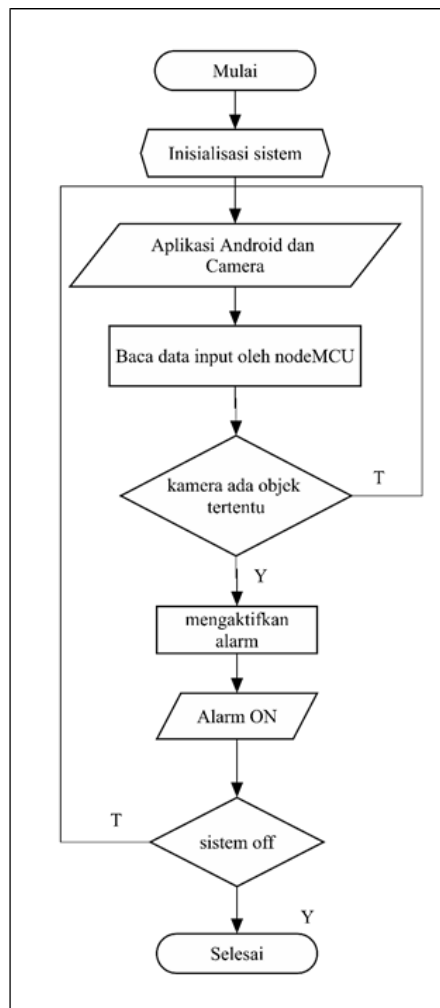 Mulai
Inisialisasi sistem
Aplikasi Android dan
Camera
Baca data input oleh nodeMCU
kamera ada objek
tertentu
T
Y
mengaktifkan
alarm
Alarm ON
T
sistem off
Y
Selesai